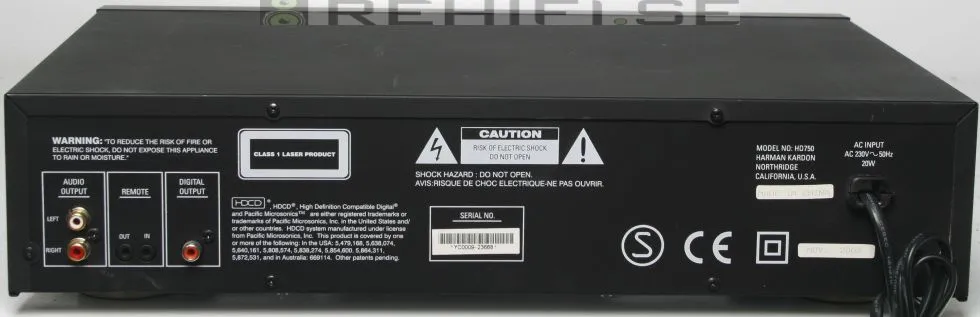 REHIFI.SE
WARNING: "TO REDUCE THE RISK OF FIRE OR
ELECTRIC SHOCK, DO NOT EXPOSE THIS APPLIANCE
TO RAIN OR MOISTURE."
AUDIO
OUTPUT
LEFT
RIGHT
REMOTE
OUT IN
DIGITAL
OUTPUT
CLASS 1 LASER PRODUCT
HDCD®, HDCD®, High Definition Compatible Digital®
and Pacific Microsonics™ are either registered trademarks or
trademarks of Pacific Microsonics, Inc. in the United States and/
or other countries. HDCD system manufactured under license
from Pacific Microsonics, Inc. This product is covered by one
or more of the following: In the USA: 5,479,168, 5,638,074,
5,640,161, 5,808,574, 5,838,274, 5,854,600, 5,864,311,
5,872,531, and in Australia: 669114. Other patents pending.
CAUTION
RISK OF ELECTRIC SHOCK
DO NOT OPEN
SHOCK HAZARD : DO NOT OPEN.
AVIS:RISQUE DE CHOC ELECTRIQUE-NE PAS OUVRIR.
SERIAL NO.
YC0009-23668
S
CE
MODEL NO: HD750
HARMAN KARDON
NORTHRIDGE
CALIFORNIA, U.S.A.
MADE IN CHINA
AC INPUT
AC 230V ~ 50Hz
20W